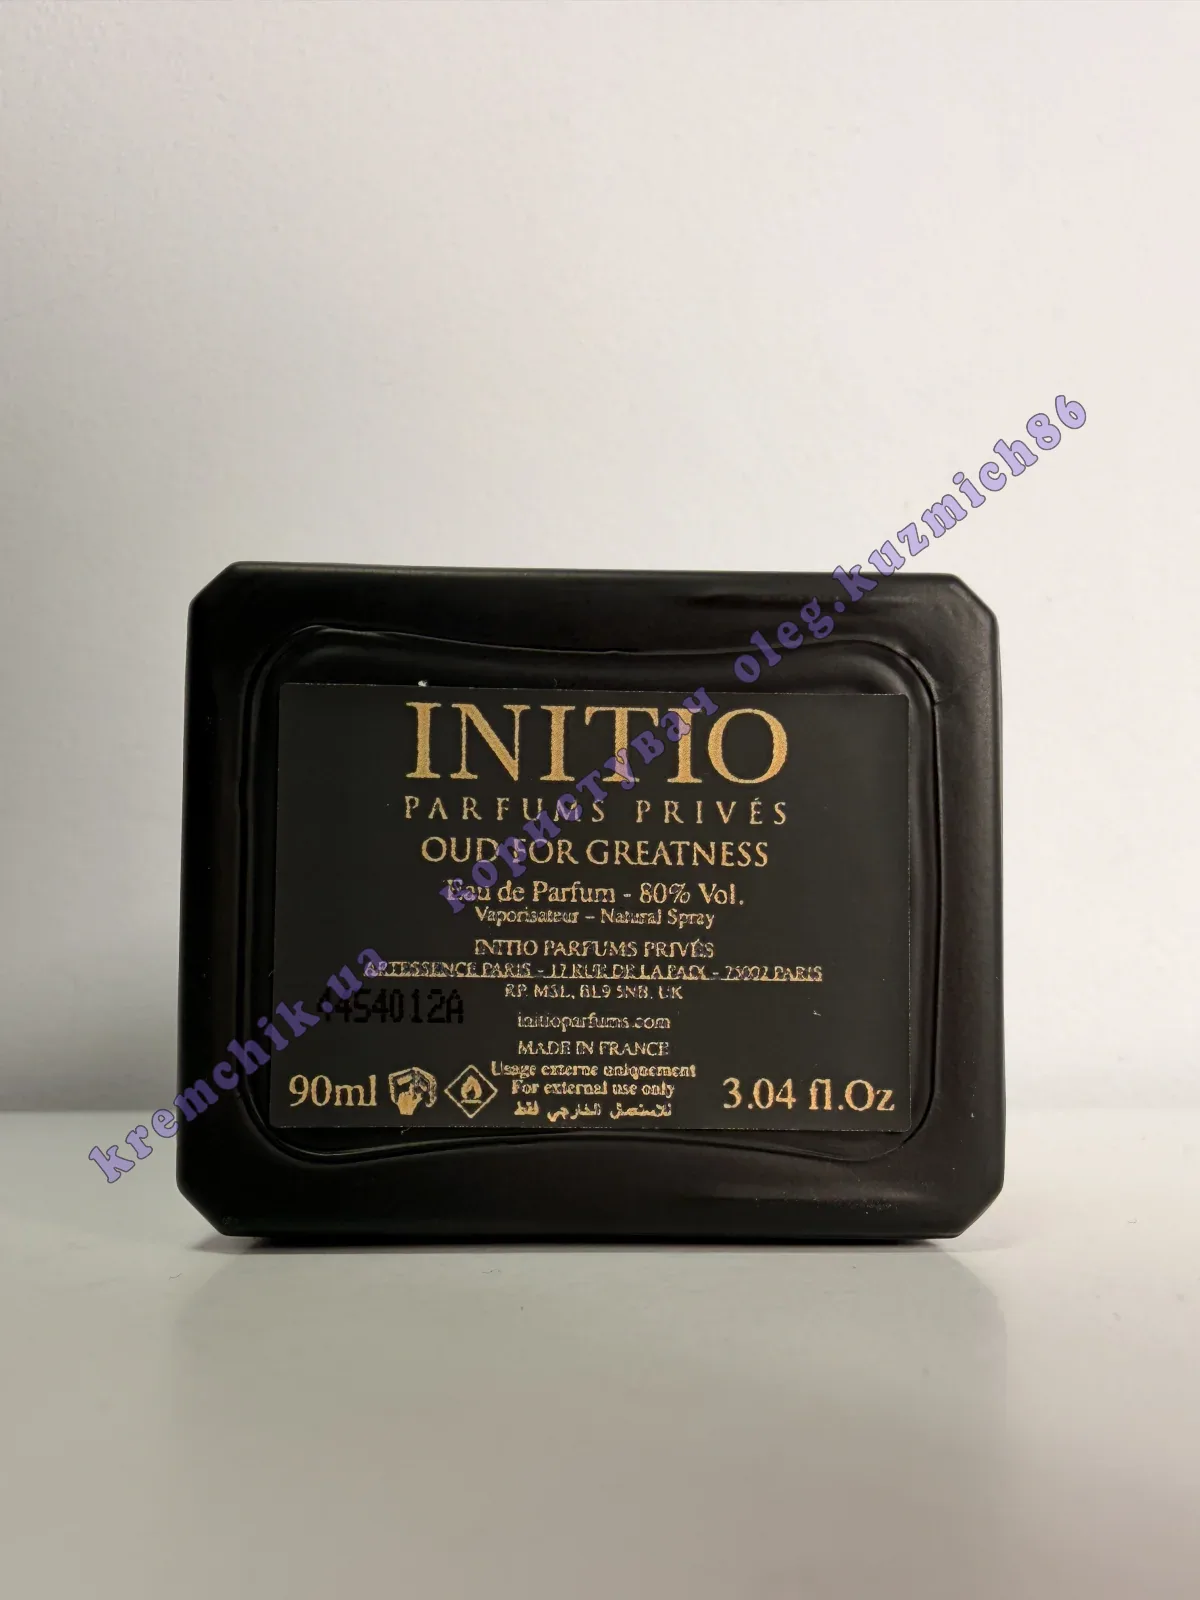 INITIO
PARFUMS PRIVÉS
OUD FOR GREATNESS
Eau de Parfum - 80% Vol.
Vaporisateur - Natural Spray
INITIO PARFUMS PRIVÉS
ARTESSENCE PARIS - 17 RUE DE LA PAIX - 75002 PARIS
RP. MSL, BL9 5NB. UK
4454012A
initioparfums.com
MADE IN FRANCE
Usage externe uniquement
For external use only
للاستعمال الخارجي فقط
90ml
3.04 fl.Oz
kremchik.ua користувач oleg.kuzmich86